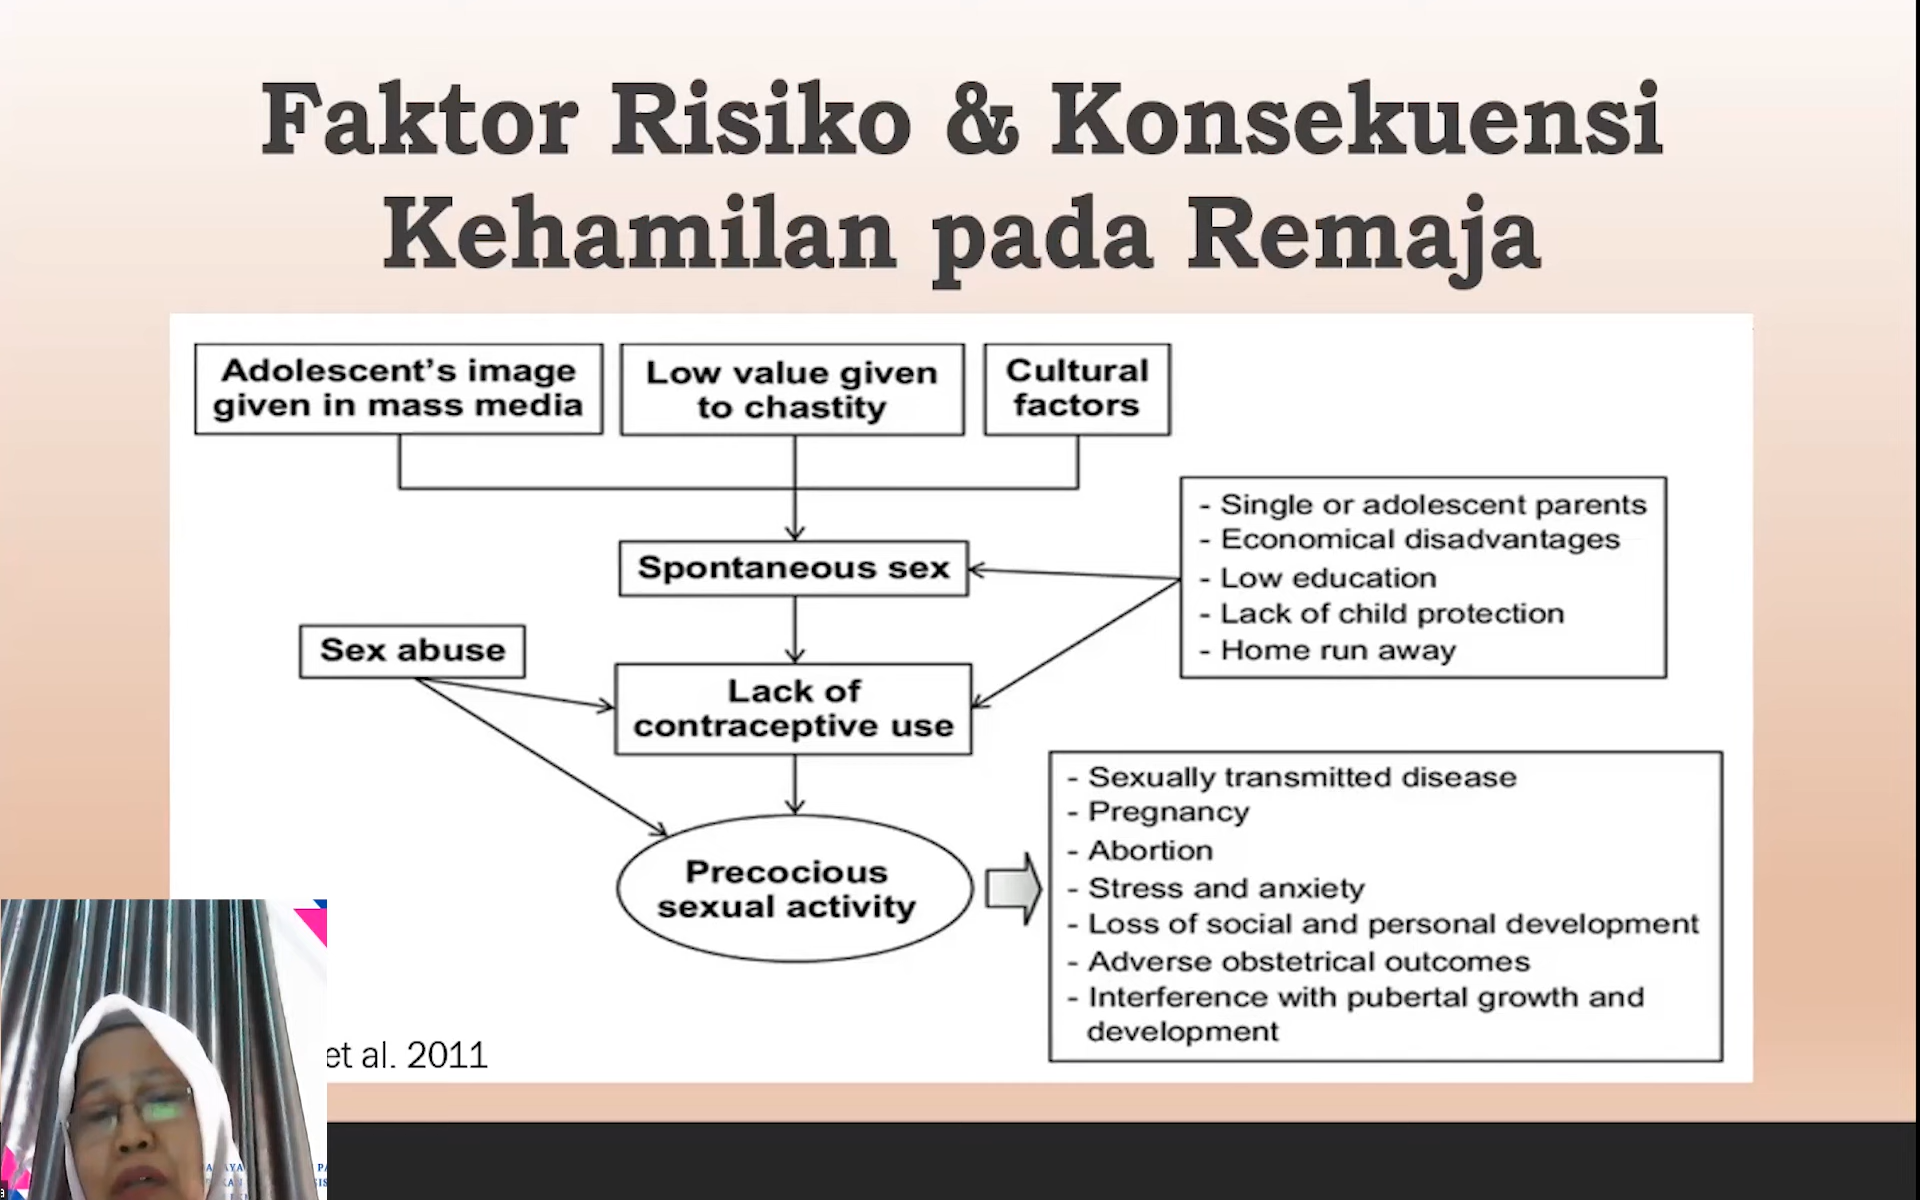 Faktor Risiko & Konsekuensi
Kehamilan pada Remaja
Adolescent's image
given in mass media
Low value given
to chastity
Cultural
factors
- Single or adolescent parents
- Economical disadvantages
- Low education
- Lack of child protection
- Home run away
Spontaneous sex
Sex abuse
Lack of
contraceptive use
Precocious
sexual activity
- Sexually transmitted disease
- Pregnancy
- Abortion
- Stress and anxiety
- Loss of social and personal development
- Adverse obstetrical outcomes
- Interference with pubertal growth and
development
et al. 2011